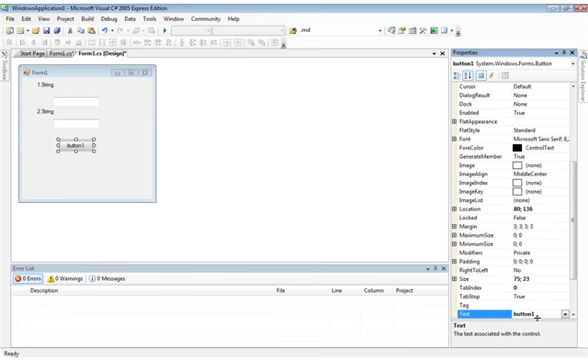 WindowsApplication1 - Microsoft Visual C# 2005 Express Edition
File Edit View Project Build Debug Data Tools Window Community Help
.md
Start Page Form1.cs* Form1.cs [Design]*
Toolbox
Form1
1.String
2.String
button1
Properties
button1 System.Windows.Forms.Button
Cursor Default
DialogResult None
Dock None
Enabled True
FlatAppearance
FlatStyle Standard
Font Microsoft Sans Serif; 8,
ForeColor ControlText
GenerateMember True
Image (none)
ImageAlign MiddleCenter
ImageIndex (none)
ImageKey (none)
ImageList (none)
Location 80; 136
Locked False
Margin 3; 3; 3; 3
MaximumSize 0; 0
MinimumSize 0; 0
Modifiers Private
Padding 0; 0; 0; 0
RightToLeft No
Size 75; 23
TabIndex 0
TabStop True
Tag
Text button1
Text
The text associated with the control.
Solution Explorer
Error List
0 Errors 0 Warnings 0 Messages
Description File Line Column Project
Ready